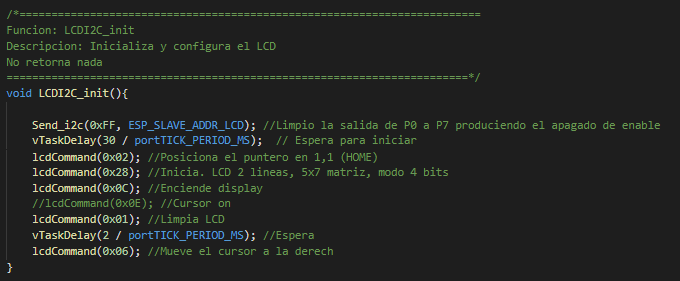 /*=========================================================================
Funcion: LCDI2C_init
Descripcion: Inicializa y configura el LCD
No retorna nada
=========================================================================*/
void LCDI2C_init(){
Send_i2c(0xFF, ESP_SLAVE_ADDR_LCD); //Limpio la salida de P0 a P7 produciendo el apagado de enable
vTaskDelay(30 / portTICK_PERIOD_MS);  // Espera para iniciar
lcdCommand(0x02); //Posiciona el puntero en 1,1 (HOME)
lcdCommand(0x28); //Inicia. LCD 2 lineas, 5x7 matriz, modo 4 bits
lcdCommand(0x0C); //Enciende display
//lcdCommand(0x0E); //Cursor on
lcdCommand(0x01); //Limpia LCD
vTaskDelay(2 / portTICK_PERIOD_MS); //Espera
lcdCommand(0x06); //Mueve el cursor a la derech
}